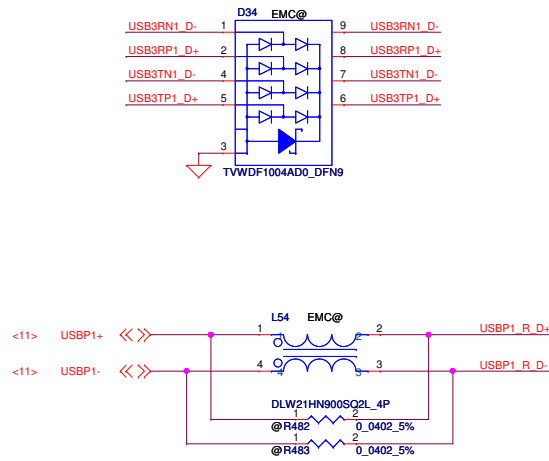 D34 EMC@
USB3RN1_D- 1 9 USB3RN1_D-
USB3RP1_D+ 2 8 USB3RP1_D+
USB3TN1_D- 4 7 USB3TN1_D-
USB3TP1_D+ 5 6 USB3TP1_D+
3
TVWDF1004AD0_DFN9
L54 EMC@
<11> USBP1+ 1 1 2 2 USBP1_R_D+
<11> USBP1- 4 4 3 3 USBP1_R_D-
DLW21HN900SQ2L_4P
1 2
@R482 0_0402_5%
1 2
@R483 0_0402_5%